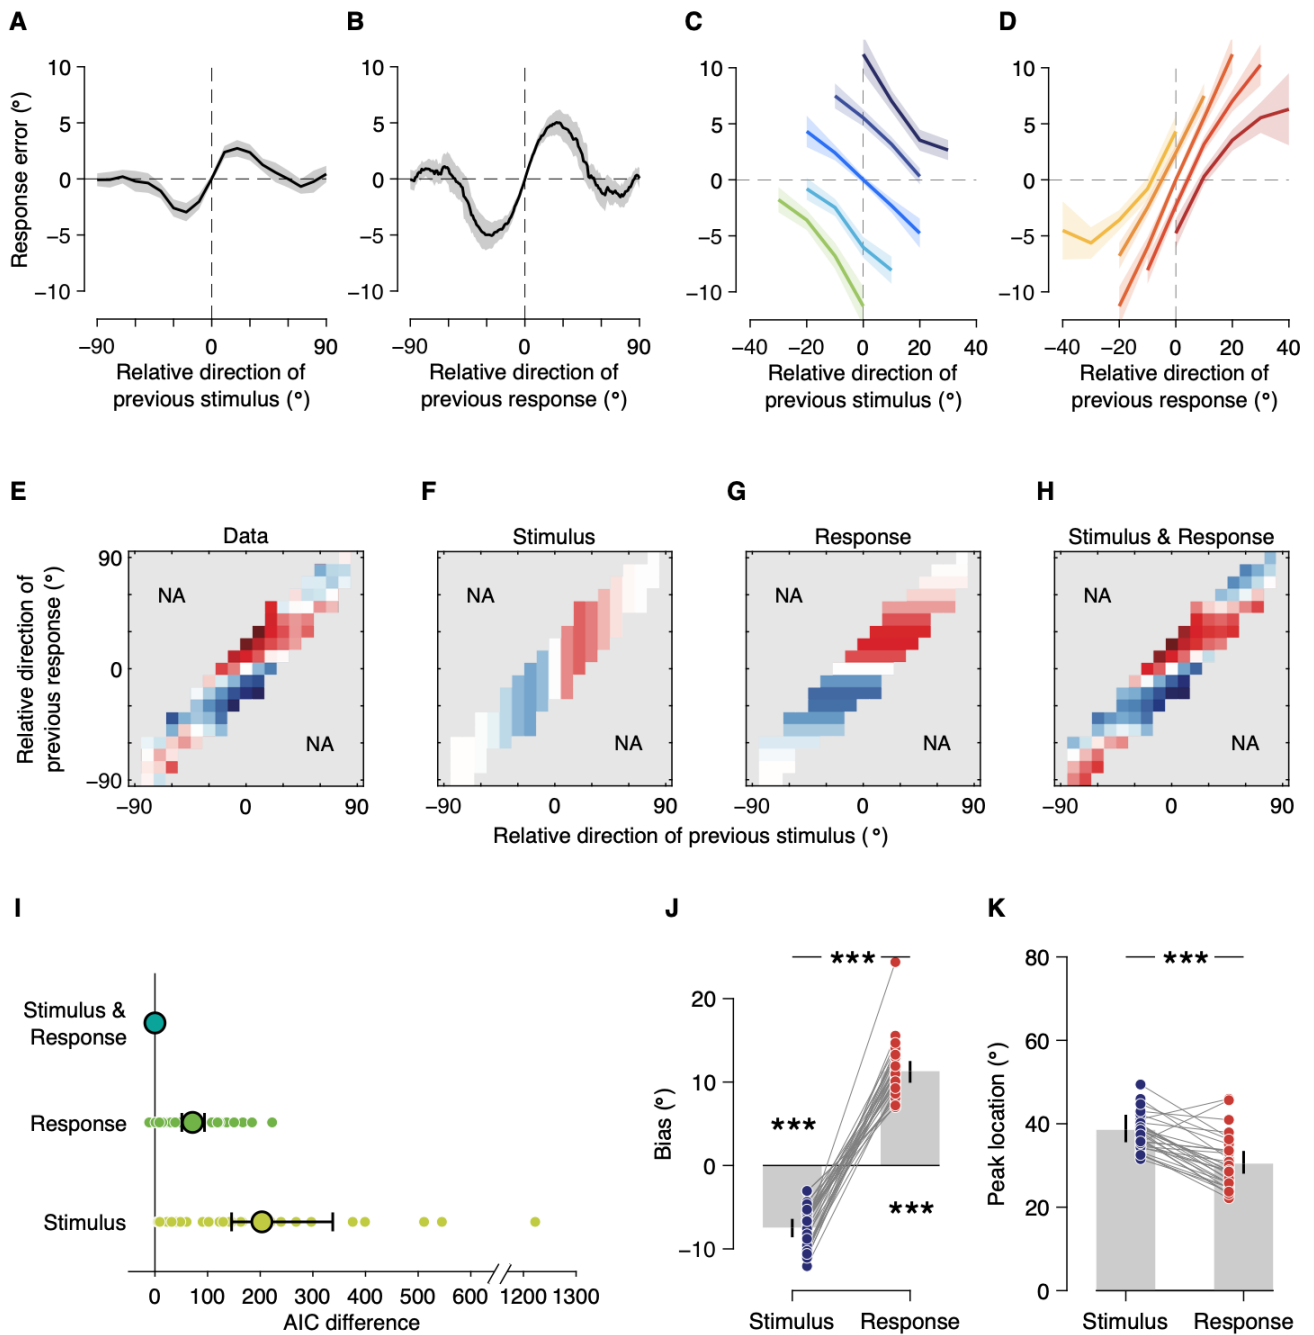 A
B
C
D
Response error (°)
10
5
0
−5
−10
−90
0
90
Relative direction of
previous stimulus (°)
10
5
0
−5
−10
−90
0
90
Relative direction of
previous response (°)
10
5
0
−5
−10
−40
−20
0
20
40
Relative direction of
previous stimulus (°)
10
5
0
−5
−10
−40
−20
0
20
40
Relative direction of
previous response (°)
E
F
G
H
Data
Stimulus
Response
Stimulus & Response
Relative direction of
previous response (°)
90
0
−90
NA
NA
−90
0
90
NA
NA
−90
0
90
NA
NA
−90
0
90
NA
NA
−90
0
90
Relative direction of previous stimulus (°)
I
Stimulus &
Response
Response
Stimulus
0
100
200
300
400
500
600
1200
1300
AIC difference
J
Bias (°)
20
10
0
−10
***
***
***
Stimulus
Response
K
Peak location (°)
80
60
40
20
0
***
Stimulus
Response